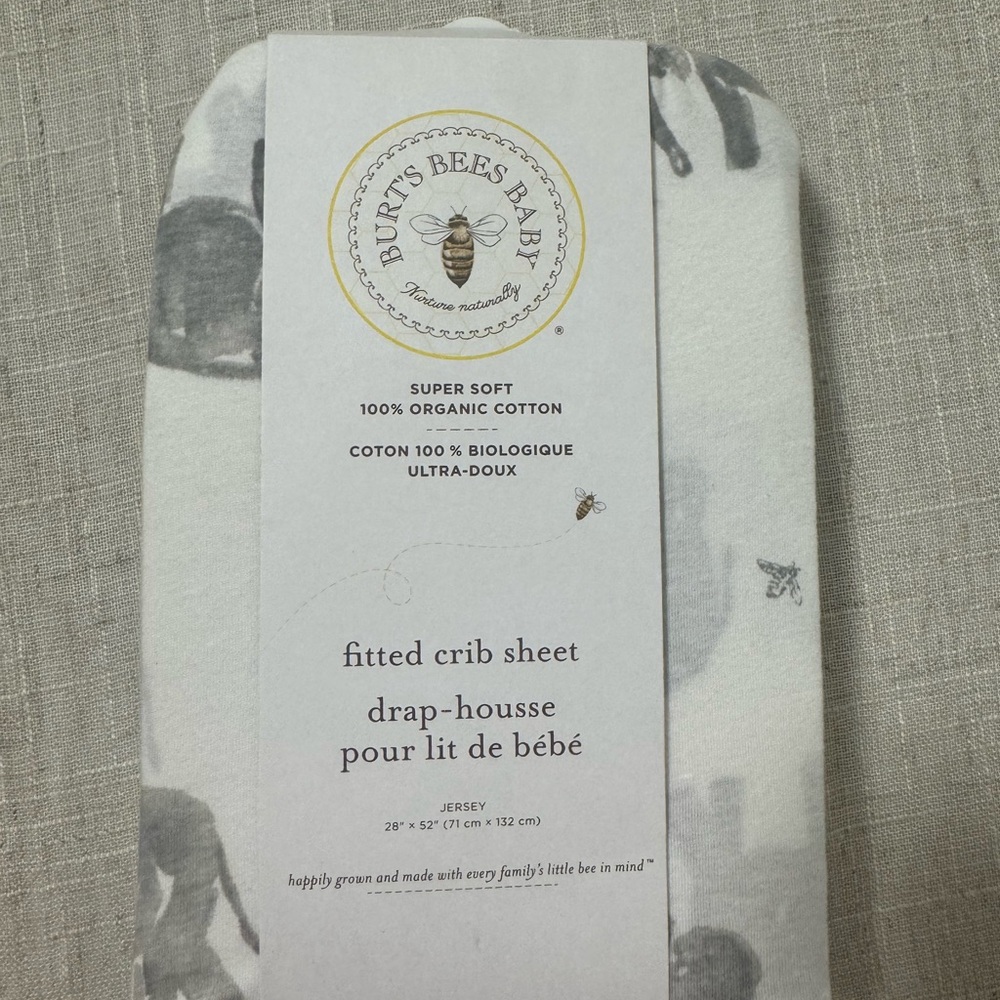 BURT'S BEES BABY
Nurture naturally
®
SUPER SOFT
100% ORGANIC COTTON
COTON 100 % BIOLOGIQUE
ULTRA-DOUX
fitted crib sheet
drap-housse
pour lit de bébé
JERSEY
28" × 52" (71 cm × 132 cm)
happily grown and made with every family's little bee in mind™